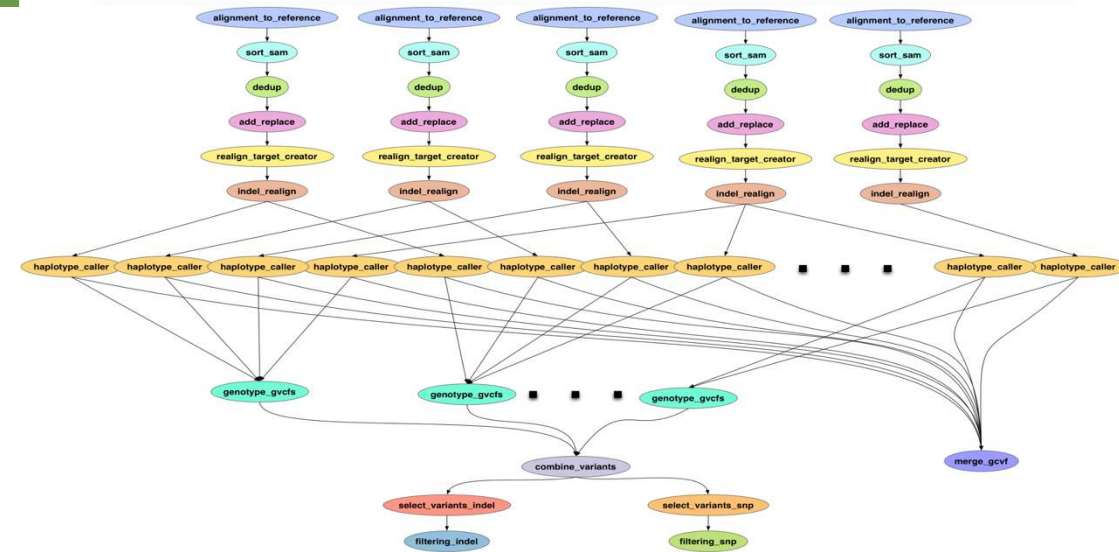 alignment_to_reference alignment_to_reference alignment_to_reference alignment_to_reference alignment_to_reference
sort_sam sort_sam sort_sam sort_sam sort_sam
dedup dedup dedup dedup dedup
add_replace add_replace add_replace add_replace add_replace
realign_target_creator realign_target_creator realign_target_creator realign_target_creator realign_target_creator
indel_realign indel_realign indel_realign indel_realign indel_realign
haplotype_caller haplotype_caller haplotype_caller haplotype_caller haplotype_caller haplotype_caller haplotype_caller haplotype_caller haplotype_caller haplotype_caller
genotype_gvcfs genotype_gvcfs genotype_gvcfs
combine_variants merge_gcvf
select_variants_indel select_variants_snp
filtering_indel filtering_snp